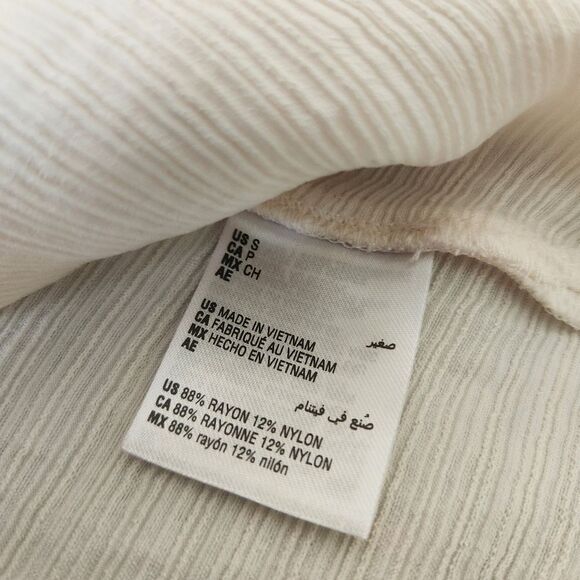 US S
CA P
MX CH
AE
صغير
US MADE IN VIETNAM
CA FABRIQUÉ AU VIETNAM
MX HECHO EN VIETNAM
AE
صُنع في فيتنام
US 88% RAYON 12% NYLON
CA 88% RAYONNE 12% NYLON
MX 88% rayón 12% nilón